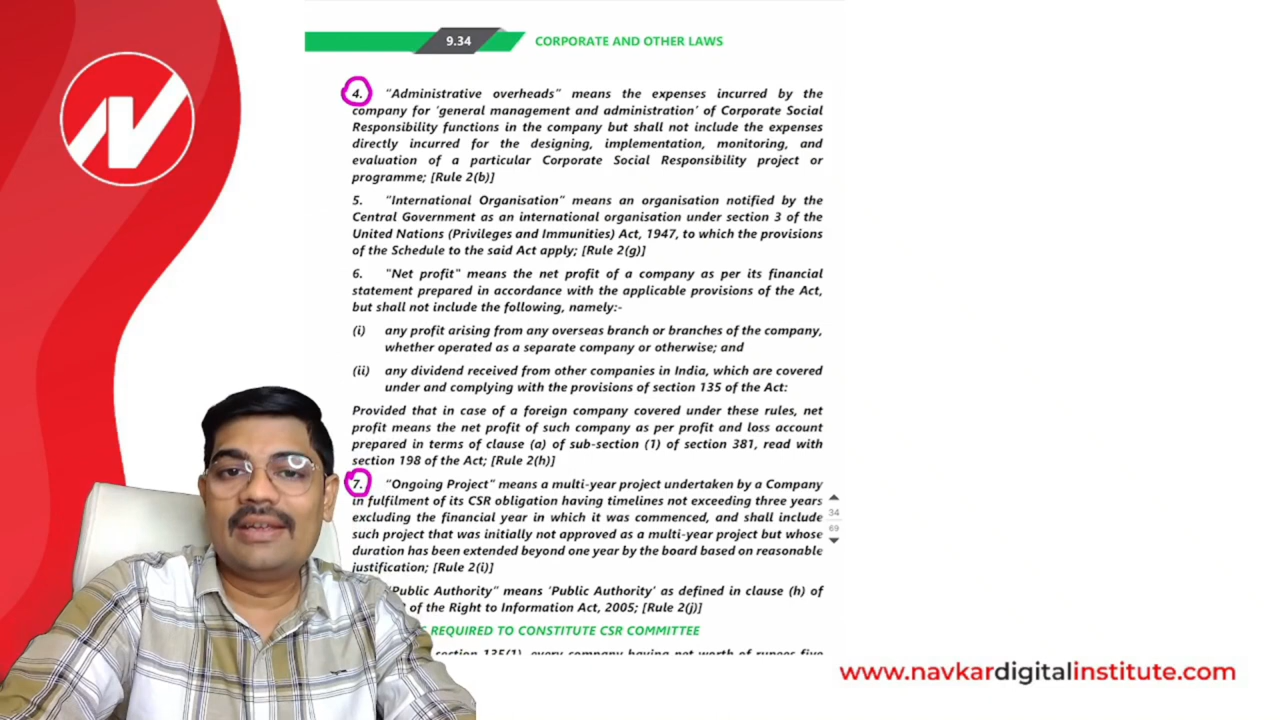 9.34 CORPORATE AND OTHER LAWS
4. "Administrative overheads" means the expenses incurred by the
company for 'general management and administration' of Corporate Social
Responsibility functions in the company but shall not include the expenses
directly incurred for the designing, implementation, monitoring, and
evaluation of a particular Corporate Social Responsibility project or
programme; [Rule 2(b)]
5. "International Organisation" means an organisation notified by the
Central Government as an international organisation under section 3 of the
United Nations (Privileges and Immunities) Act, 1947, to which the provisions
of the Schedule to the said Act apply; [Rule 2(g)]
6. "Net profit" means the net profit of a company as per its financial
statement prepared in accordance with the applicable provisions of the Act,
but shall not include the following, namely:-
(i) any profit arising from any overseas branch or branches of the company,
whether operated as a separate company or otherwise; and
(ii) any dividend received from other companies in India, which are covered
under and complying with the provisions of section 135 of the Act:
Provided that in case of a foreign company covered under these rules, net
profit means the net profit of such company as per profit and loss account
prepared in terms of clause (a) of sub-section (1) of section 381, read with
section 198 of the Act; [Rule 2(h)]
7. "Ongoing Project" means a multi-year project undertaken by a Company
in fulfilment of its CSR obligation having timelines not exceeding three years
excluding the financial year in which it was commenced, and shall include
such project that was initially not approved as a multi-year project but whose
duration has been extended beyond one year by the board based on reasonable
justification; [Rule 2(i)]
"Public Authority" means 'Public Authority' as defined in clause (h) of
of the Right to Information Act, 2005; [Rule 2(j)]
REQUIRED TO CONSTITUTE CSR COMMITTEE
section 135(1), every company having net worth of rupees five
34
69
www.navkardigitalinstitute.com